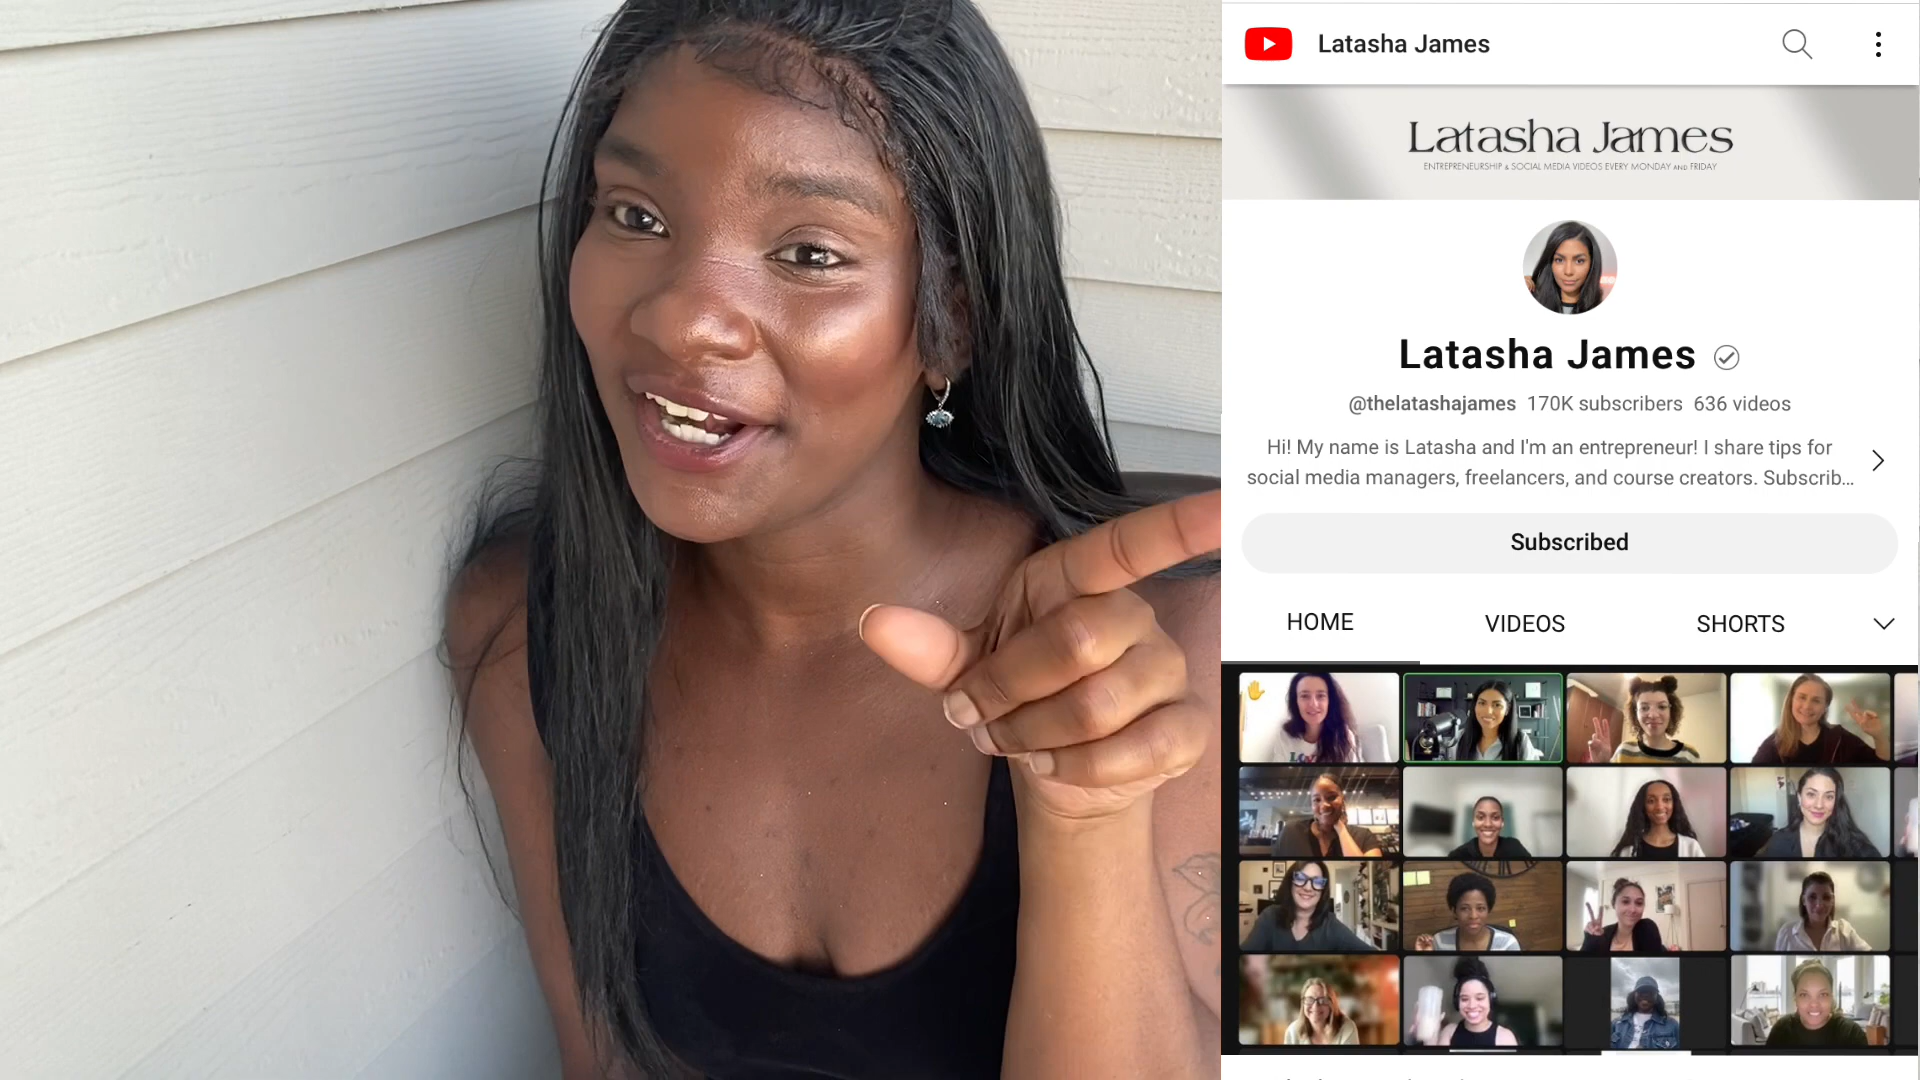 Latasha James
Latasha James
ENTREPRENEURSHIP & SOCIAL MEDIA VIDEOS EVERY MONDAY AND FRIDAY
Latasha James
@thelatashajames 170K subscribers 636 videos
Hi! My name is Latasha and I'm an entrepreneur! I share tips for
social media managers, freelancers, and course creators. Subscrib...
Subscribed
HOME VIDEOS SHORTS